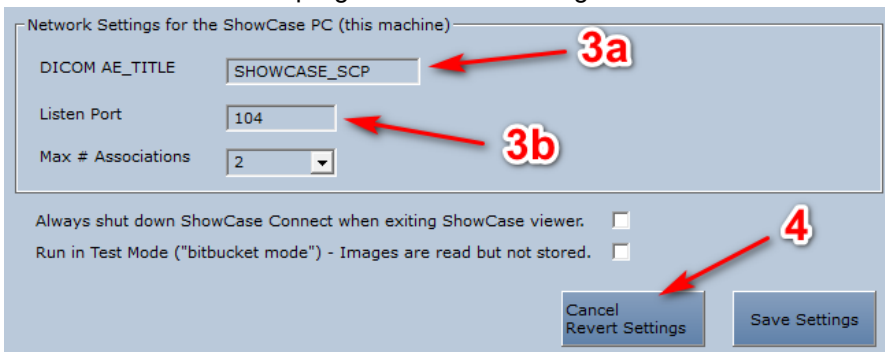 Network Settings for the ShowCase PC (this machine)
3a
DICOM AE_TITLE
SHOWCASE_SCP
Listen Port
104
3b
Max # Associations
2
Always shut down ShowCase Connect when exiting ShowCase viewer.
4
Run in Test Mode ("bitbucket mode") - Images are read but not stored.
Cancel
Revert Settings
Save Settings